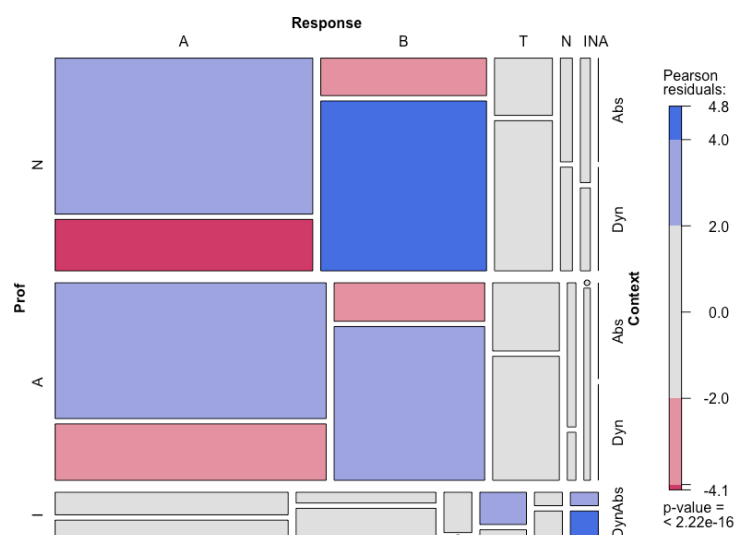 Response
A B T N INA
N
Abs
Dyn
Prof
Context
A
Abs
Dyn
I
DynAbs
Pearson
residuals:
4.8
4.0
2.0
0.0
-2.0
-4.1
p-value =
< 2.22e-16